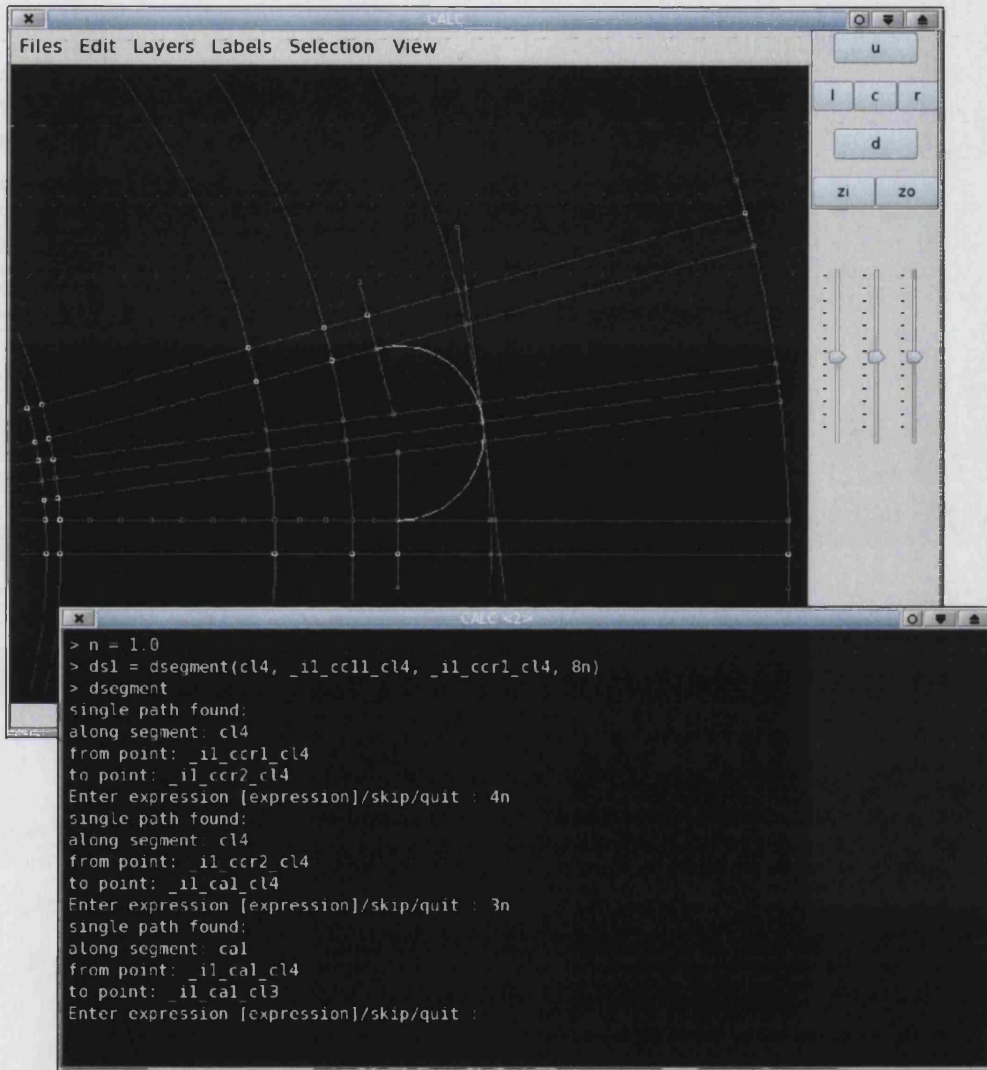 CALC
Files Edit Layers Labels Selection View
u
l c r
d
zi zo
CALC <2>
> n = 1.0
> ds1 = dsegment(cl4, _i1_ccl1_cl4, _i1_ccr1_cl4, 8n)
> dsegment
single path found:
along segment: cl4
from point: _i1_ccr1_cl4
to point: _i1_ccr2_cl4
Enter expression [expression]/skip/quit : 4n
single path found:
along segment: cl4
from point: _i1_ccr2_cl4
to point: _i1_ca1_cl4
Enter expression [expression]/skip/quit : 3n
single path found:
along segment: ca1
from point: _i1_ca1_cl4
to point: _i1_ca1_cl3
Enter expression [expression]/skip/quit :